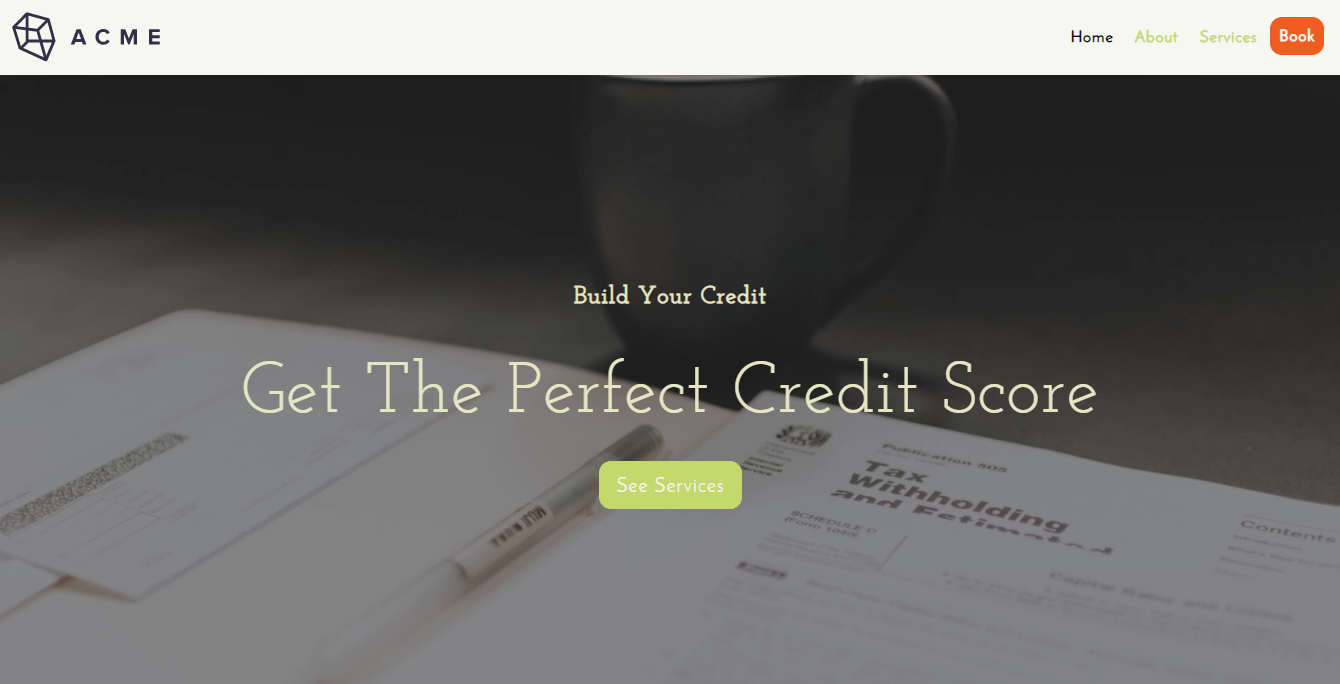 ACME
Home About Services Book
Build Your Credit
Get The Perfect Credit Score
See Services
Publication 505
Tax
Withholding
and Estimated
SCHEDULE D
(Form 1040)
Contents
Introduction
Capital Gains and Losses
MUJI